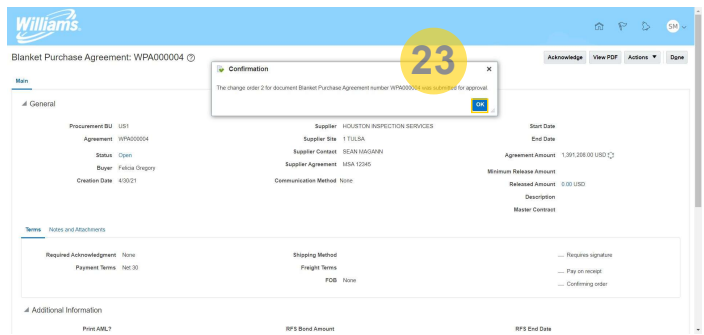 Williams.
SM
Blanket Purchase Agreement: WPA000004
Acknowledge View PDF Actions Done
23
Confirmation
The change order 2 for document Blanket Purchase Agreement number WPA000004 was submitted for approval.
OK
Main
General
Procurement BU US1
Agreement WPA000004
Status Open
Buyer Felicia Gregory
Creation Date 4/30/21
Supplier HOUSTON INSPECTION SERVICES
Supplier Site 1 TULSA
Supplier Contact SEAN MAGANN
Supplier Agreement MSA 12345
Communication Method None
Start Date
End Date
Agreement Amount 1,391,208.00 USD
Minimum Release Amount
Released Amount 0.00 USD
Description
Master Contract
Terms Notes and Attachments
Required Acknowledgment None
Payment Terms Net 30
Shipping Method
Freight Terms
FOB None
Requires signature
Pay on receipt
Confirming order
Additional Information
Print AML?
RFS Bond Amount
RFS End Date